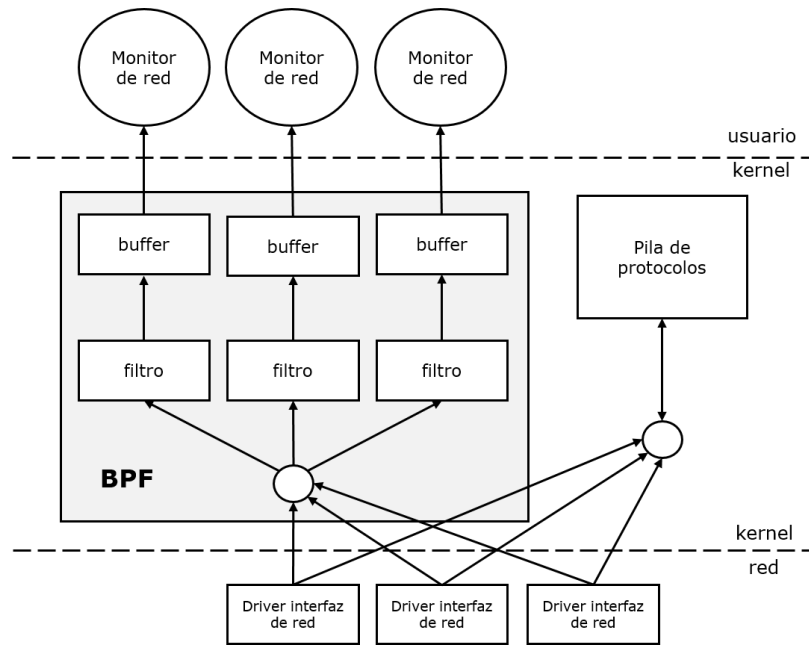 Monitor
de red
Monitor
de red
Monitor
de red
usuario
kernel
buffer
buffer
buffer
Pila de
protocolos
filtro
filtro
filtro
BPF
kernel
red
Driver interfaz
de red
Driver interfaz
de red
Driver interfaz
de red